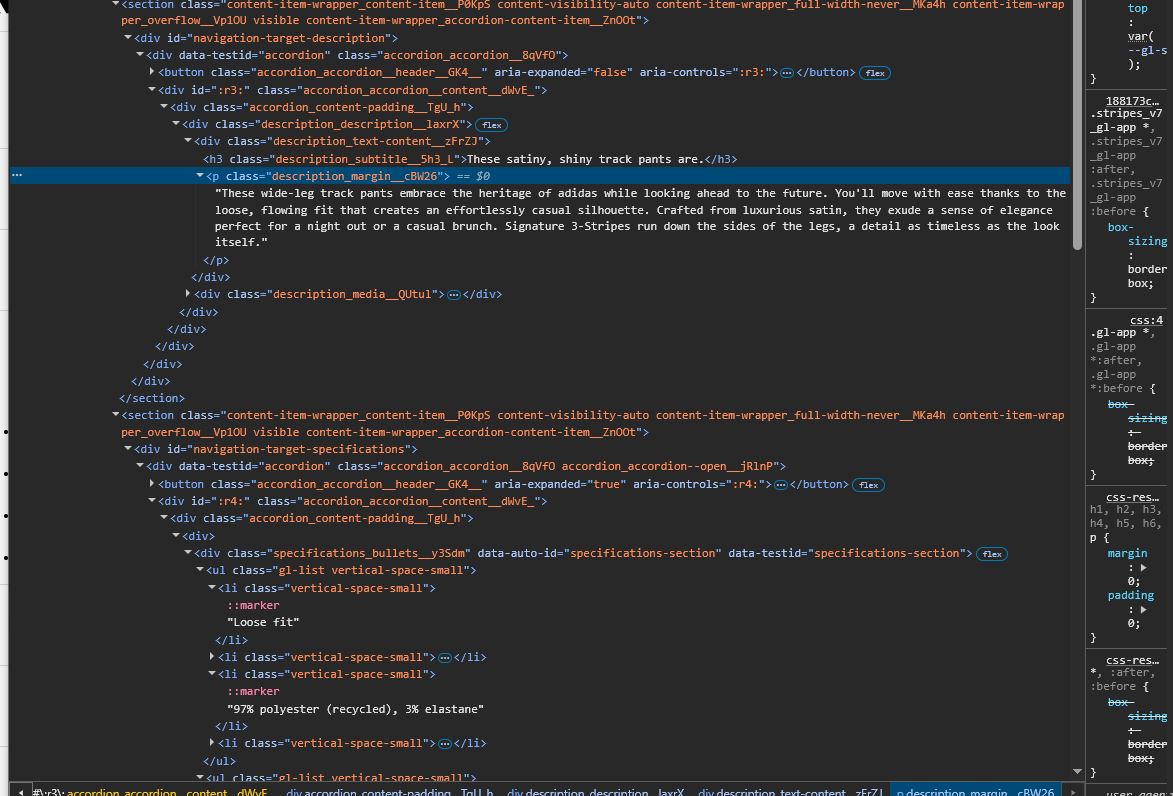 <section class="content-item-wrapper_content-item__P0KpS content-visibility-auto content-item-wrapper_full-width-never__MKa4h content-item-wrap
per_overflow__Vp1OU visible content-item-wrapper_accordion-content-item__ZnOOt">
<div id="navigation-target-description">
<div data-testid="accordion" class="accordion_accordion__8qVfO">
<button class="accordion_accordion__header__GK4__" aria-expanded="false" aria-controls=":r3:">…</button> flex
<div id=":r3:" class="accordion_accordion__content__dWvE_">
<div class="accordion_content-padding__TgU_h">
<div class="description_description__laxrX"> flex
<div class="description_text-content__zFrZJ">
<h3 class="description_subtitle__5h3_L">These satiny, shiny track pants are.</h3>
… <p class="description_margin__cBW26"> == $0
"These wide-leg track pants embrace the heritage of adidas while looking ahead to the future. You'll move with ease thanks to the
loose, flowing fit that creates an effortlessly casual silhouette. Crafted from luxurious satin, they exude a sense of elegance
perfect for a night out or a casual brunch. Signature 3-Stripes run down the sides of the legs, a detail as timeless as the look
itself."
</p>
</div>
<div class="description_media__QUtul">…</div>
</div>
</div>
</div>
</div>
</div>
</section>
<section class="content-item-wrapper_content-item__P0KpS content-visibility-auto content-item-wrapper_full-width-never__MKa4h content-item-wrap
per_overflow__Vp1OU visible content-item-wrapper_accordion-content-item__ZnOOt">
<div id="navigation-target-specifications">
<div data-testid="accordion" class="accordion_accordion__8qVfO accordion_accordion--open__jRlnP">
<button class="accordion_accordion__header__GK4__" aria-expanded="true" aria-controls=":r4:">…</button> flex
<div id=":r4:" class="accordion_accordion__content__dWvE_">
<div class="accordion_content-padding__TgU_h">
<div>
<div class="specifications_bullets__y3Sdm" data-auto-id="specifications-section" data-testid="specifications-section"> flex
<ul class="gl-list vertical-space-small">
<li class="vertical-space-small">
::marker
"Loose fit"
</li>
<li class="vertical-space-small">…</li>
<li class="vertical-space-small">
::marker
"97% polyester (recycled), 3% elastane"
</li>
<li class="vertical-space-small">…</li>
</ul>
<ul class="gl-list vertical-space-small">
#\:r3\:.accordion_accordion__content__dWvE_ div.accordion_content-padding__TgU_h div.description_description__laxrX div.description_text-content__zFrZJ p.description_margin__cBW26
top
:
var(
--gl-s
);
}
188173c…
.stripes_v7
_gl-app *,
.stripes_v7
_gl-app
:after,
.stripes_v7
_gl-app
:before {
box-
sizing
:
border
box;
}
css:4
.gl-app *,
.gl-app
*:after,
.gl-app
*:before {
box-
sizing
:
border
box;
}
css-res…
h1, h2, h3,
h4, h5, h6,
p {
margin
:
0;
padding
:
0;
}
css-res…
*, :after,
:before {
box-
sizing
:
border
box;
}